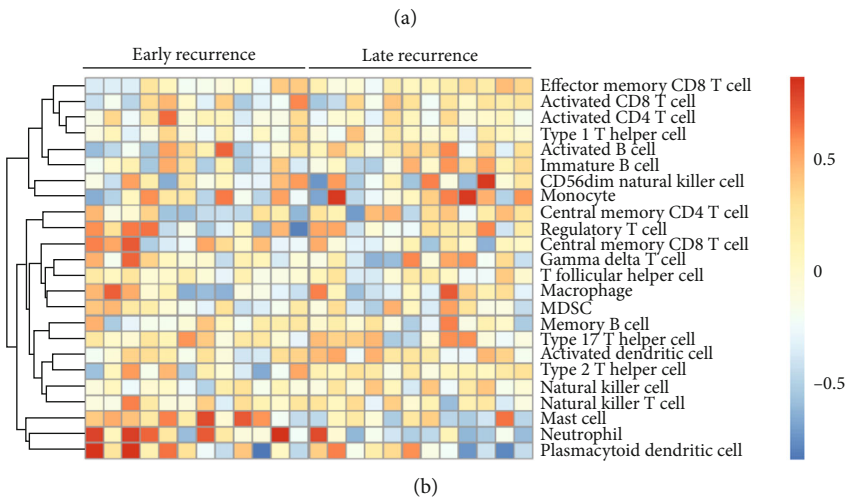 (a)
Early recurrence
Late recurrence
Effector memory CD8 T cell
Activated CD8 T cell
Activated CD4 T cell
Type 1 T helper cell
Activated B cell
Immature B cell
CD56dim natural killer cell
Monocyte
Central memory CD4 T cell
Regulatory T cell
Central memory CD8 T cell
Gamma delta T cell
T follicular helper cell
Macrophage
MDSC
Memory B cell
Type 17 T helper cell
Activated dendritic cell
Type 2 T helper cell
Natural killer cell
Natural killer T cell
Mast cell
Neutrophil
Plasmacytoid dendritic cell
0.5
0
–0.5
(b)